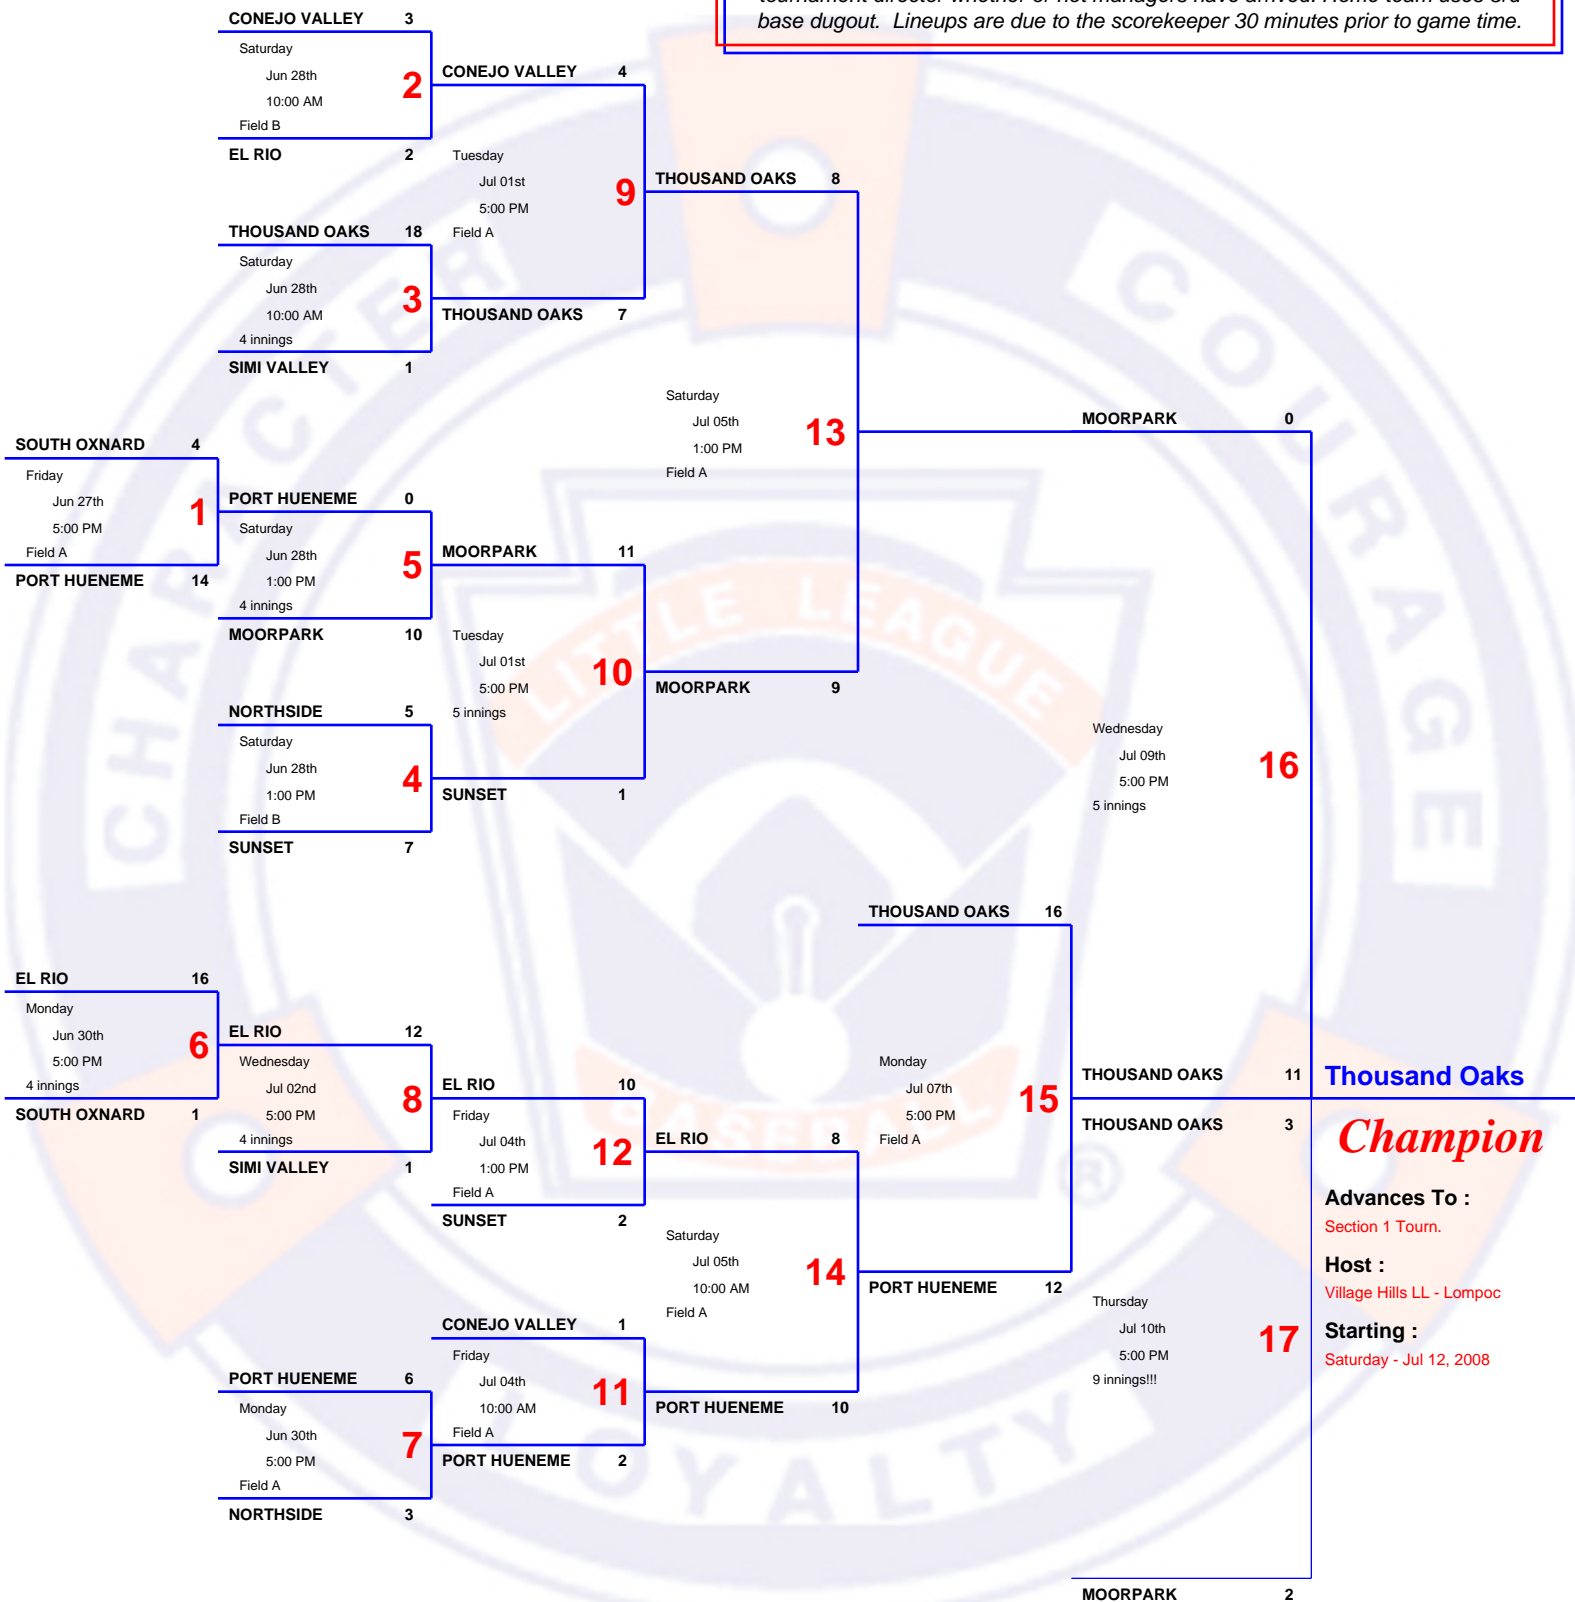 base dugout.  Lineups are due to the scorekeeper 30 minutes prior to game time.
CONEJO VALLEY 3
Saturday
Jun 28th
10:00 AM
Field B
2
EL RIO 2
CONEJO VALLEY 4
Tuesday
Jul 01st
5:00 PM
Field A
9
THOUSAND OAKS 18
Saturday
Jun 28th
10:00 AM
4 innings
3
SIMI VALLEY 1
THOUSAND OAKS 7
THOUSAND OAKS 8
Saturday
Jul 05th
1:00 PM
Field A
13
SOUTH OXNARD 4
Friday
Jun 27th
5:00 PM
Field A
1
PORT HUENEME 14
PORT HUENEME 0
Saturday
Jun 28th
1:00 PM
4 innings
5
MOORPARK 10
MOORPARK 11
Tuesday
Jul 01st
5:00 PM
5 innings
10
MOORPARK 9
NORTHSIDE 5
Saturday
Jun 28th
1:00 PM
Field B
4
SUNSET 7
SUNSET 1
MOORPARK 0
Wednesday
Jul 09th
5:00 PM
5 innings
16
EL RIO 16
Monday
Jun 30th
5:00 PM
4 innings
6
SOUTH OXNARD 1
EL RIO 12
Wednesday
Jul 02nd
5:00 PM
4 innings
8
SIMI VALLEY 1
EL RIO 10
Friday
Jul 04th
1:00 PM
Field A
12
SUNSET 2
EL RIO 8
Saturday
Jul 05th
10:00 AM
Field A
14
CONEJO VALLEY 1
Friday
Jul 04th
10:00 AM
Field A
11
PORT HUENEME 2
PORT HUENEME 10
PORT HUENEME 6
Monday
Jun 30th
5:00 PM
Field A
7
NORTHSIDE 3
THOUSAND OAKS 16
Monday
Jul 07th
5:00 PM
Field A
15
PORT HUENEME 12
THOUSAND OAKS 11
THOUSAND OAKS 3
Thursday
Jul 10th
5:00 PM
9 innings!!!
17
MOORPARK 2
Thousand Oaks
Champion
Advances To :
Section 1 Tourn.
Host :
Village Hills LL - Lompoc
Starting :
Saturday - Jul 12, 2008
CHARACTER
COURAGE
LOYALTY
LITTLE LEAGUE
BASEBALL
®